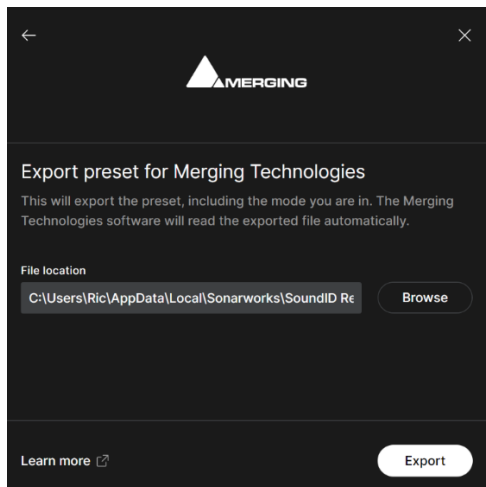 MERGING
Export preset for Merging Technologies
This will export the preset, including the mode you are in. The Merging
Technologies software will read the exported file automatically.
File location
C:\Users\Ric\AppData\Local\Sonarworks\SoundID Re
Browse
Learn more
Export